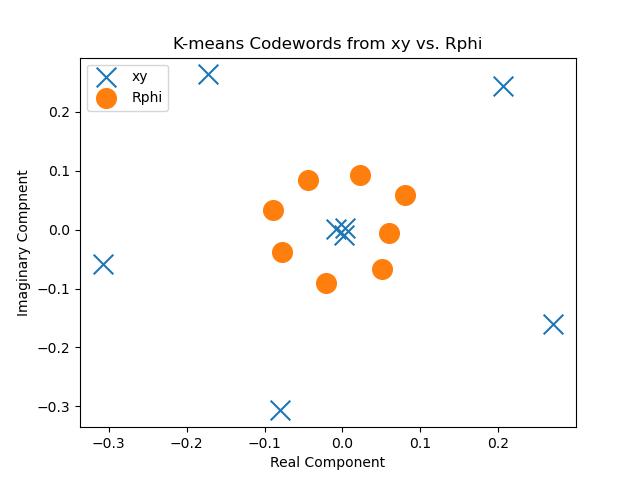 K-means Codewords from xy vs. Rphi
xy
Rphi
Imaginary Compnent
0.2
0.1
0.0
−0.1
−0.2
−0.3
−0.3
−0.2
−0.1
0.0
0.1
0.2
Real Component